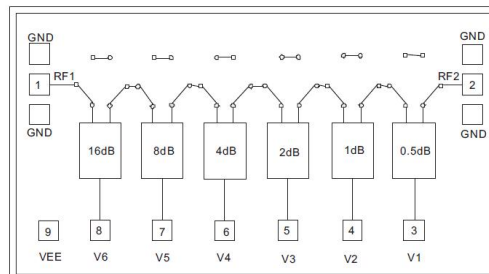 GND GND
1 RF1 RF2 2
GND GND
16dB 8dB 4dB 2dB 1dB 0.5dB
9 8 7 6 5 4 3
VEE V6 V5 V4 V3 V2 V1